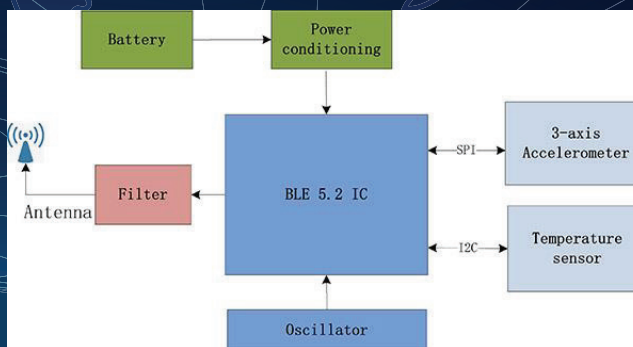 Battery
Power
conditioning
3-axis
Accelerometer
SPI
BLE 5.2 IC
Filter
Antenna
I2C
Temperature
sensor
Oscillator